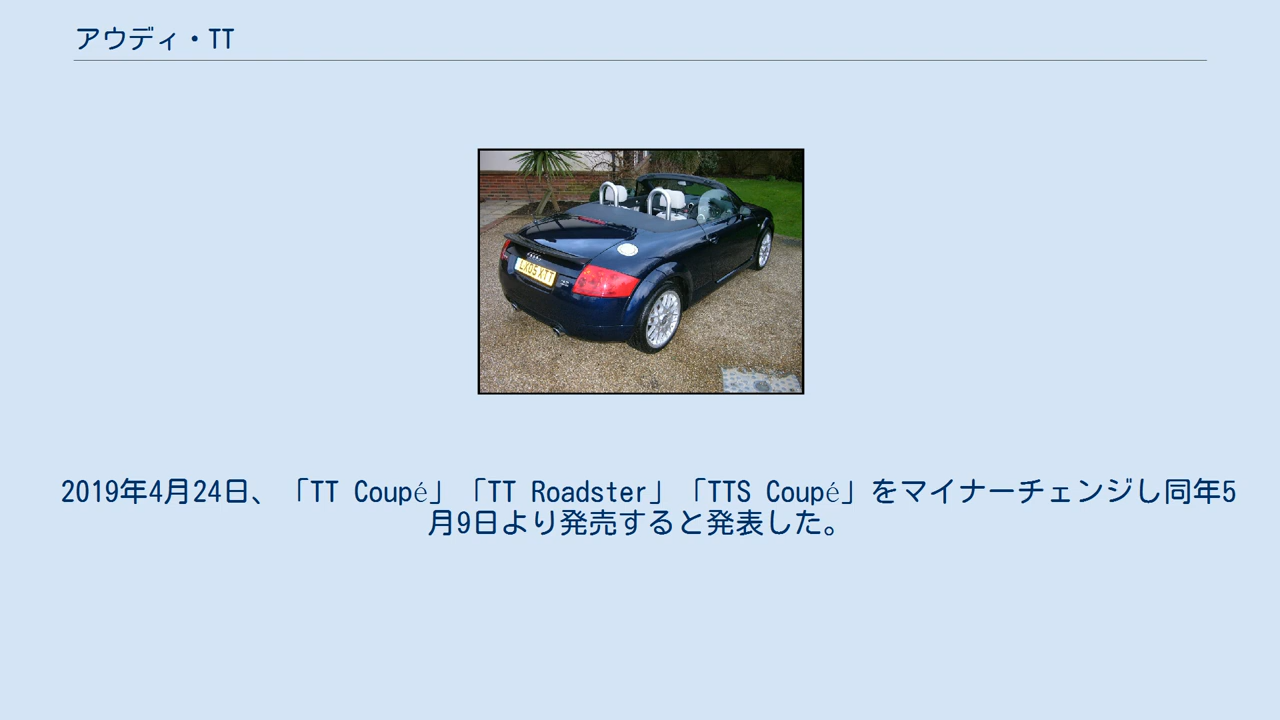 アウディ・TT
LX05XTT
2019年4月24日、「TT Coupé」「TT Roadster」「TTS Coupé」をマイナーチェンジし同年5
月9日より発売すると発表した。